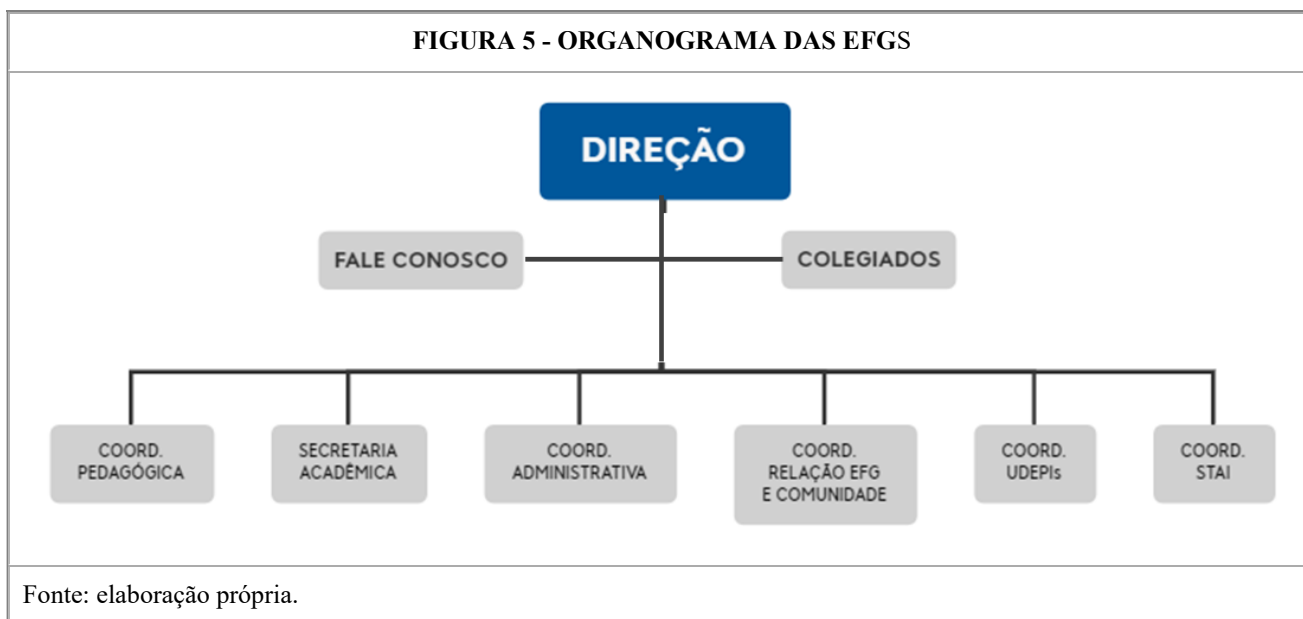 FIGURA 5 - ORGANOGRAMA DAS EFGS
DIREÇÃO
FALE CONOSCO
COLEGIADOS
COORD.
PEDAGÓGICA
SECRETARIA
ACADÊMICA
COORD.
ADMINISTRATIVA
COORD.
RELAÇÃO EFG
E COMUNIDADE
COORD.
UDEPIs
COORD.
STAI
Fonte: elaboração própria.